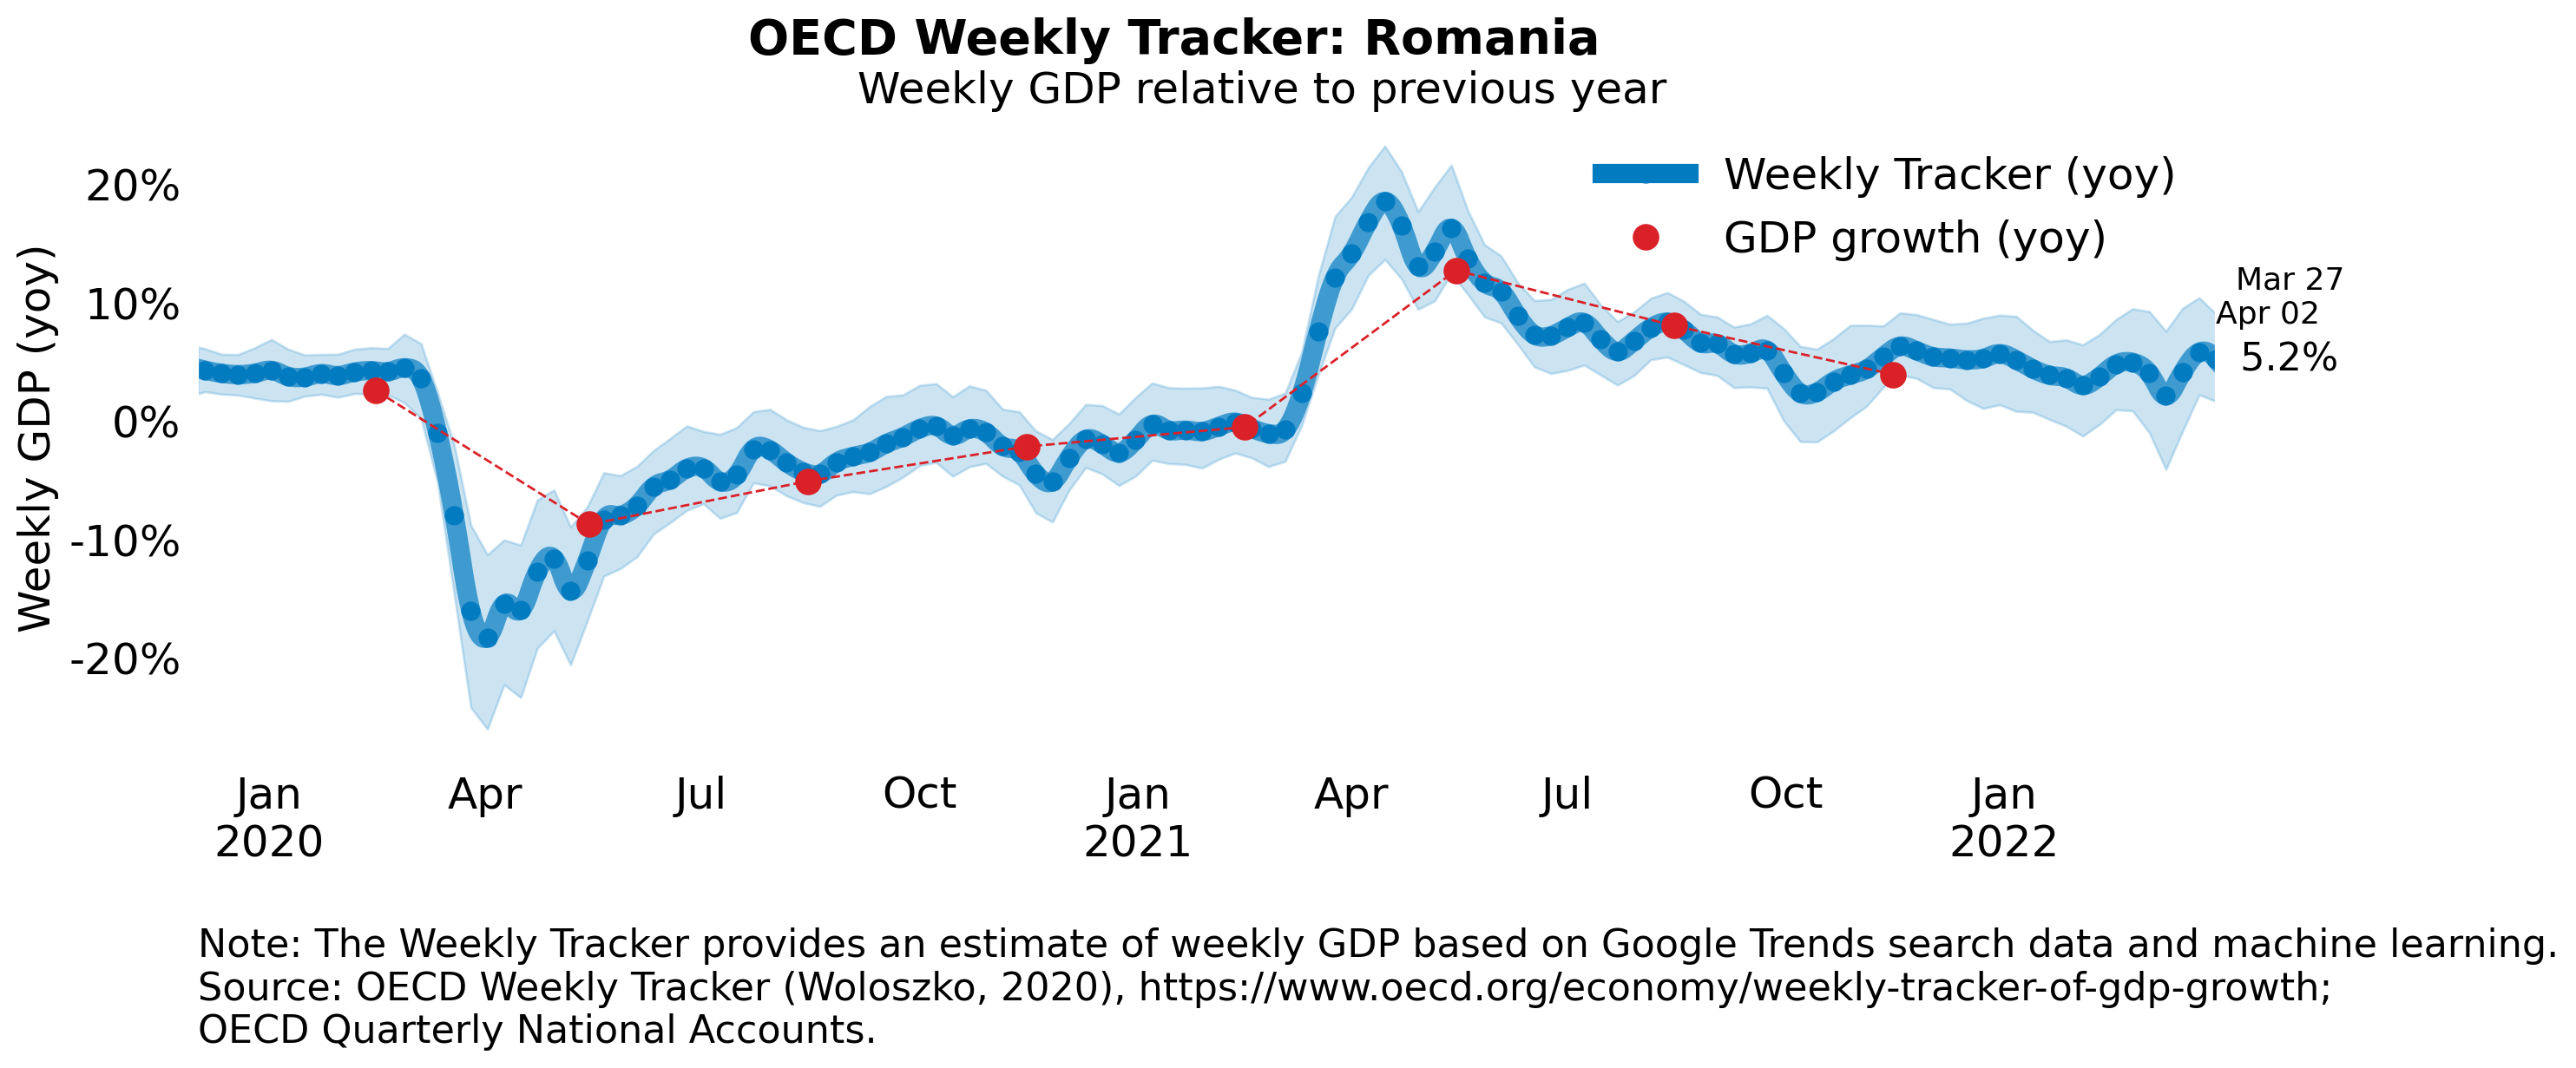 OECD Weekly Tracker: Romania
Weekly GDP relative to previous year
Weekly GDP (yoy)
20%
10%
0%
-10%
-20%
Weekly Tracker (yoy)
GDP growth (yoy)
Mar 27
Apr 02
5.2%
Jan
2020
Apr
Jul
Oct
Jan
2021
Apr
Jul
Oct
Jan
2022
Note: The Weekly Tracker provides an estimate of weekly GDP based on Google Trends search data and machine learning.
Source: OECD Weekly Tracker (Woloszko, 2020), https://www.oecd.org/economy/weekly-tracker-of-gdp-growth;
OECD Quarterly National Accounts.